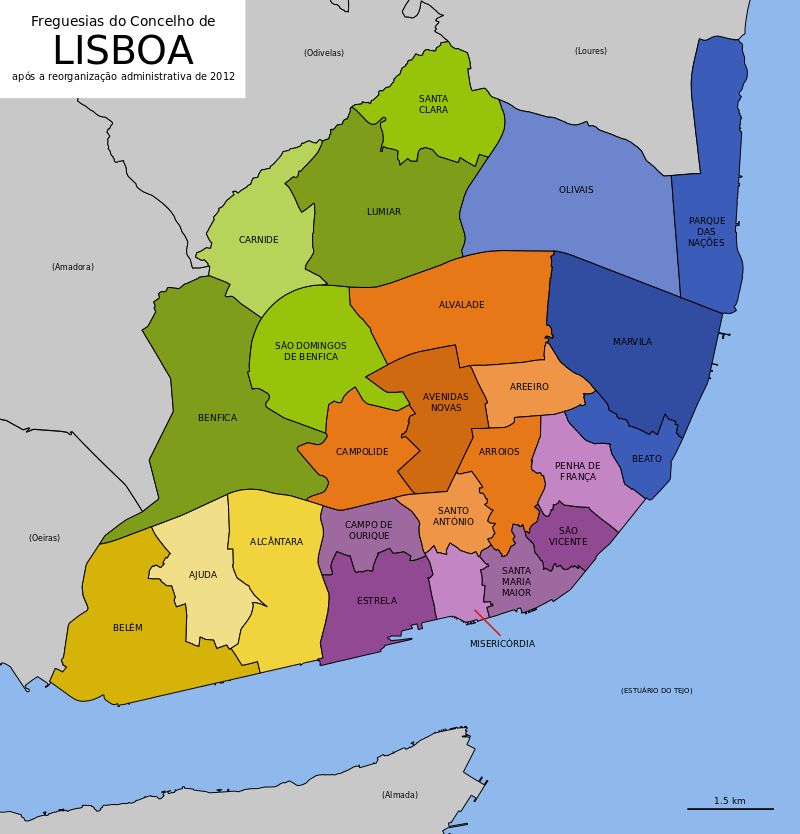 Freguesias do Concelho de
LISBOA
após a reorganização administrativa de 2012
(Odivelas)
(Loures)
SANTA
CLARA
OLIVAIS
LUMIAR
PARQUE
DAS
NAÇÕES
CARNIDE
(Amadora)
ALVALADE
MARVILA
SÃO DOMINGOS
DE BENFICA
AREEIRO
AVENIDAS
NOVAS
BENFICA
CAMPOLIDE
ARROIOS
BEATO
PENHA DE
FRANÇA
SANTO
ANTÓNIO
CAMPO DE
OURIQUE
SÃO
VICENTE
(Oeiras)
ALCÂNTARA
AJUDA
SANTA
MARIA
MAIOR
ESTRELA
BELÉM
MISERICÓRDIA
(ESTUÁRIO DO TEJO)
(Almada)
1.5 km